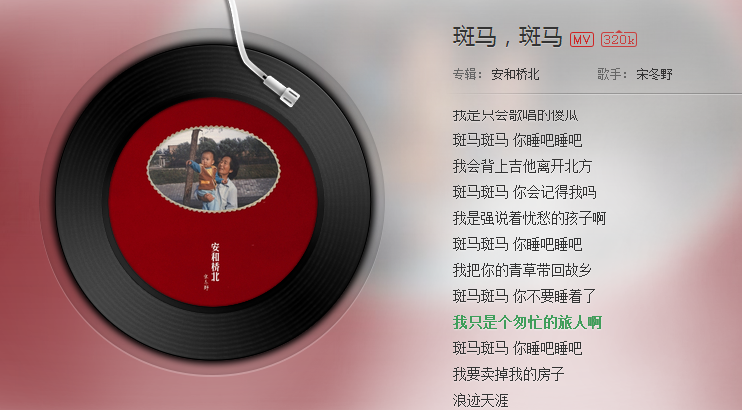 斑马，斑马 MV 320k
专辑： 安和桥北 歌手： 宋冬野
我是只会歌唱的傻瓜
斑马斑马 你睡吧睡吧
我会背上吉他离开北方
斑马斑马 你会记得我吗
我是强说着忧愁的孩子啊
斑马斑马 你睡吧睡吧
我把你的青草带回故乡
斑马斑马 你不要睡着了
我只是个匆忙的旅人啊
斑马斑马 你睡吧睡吧
我要卖掉我的房子
浪迹天涯
安和桥北
宋冬野